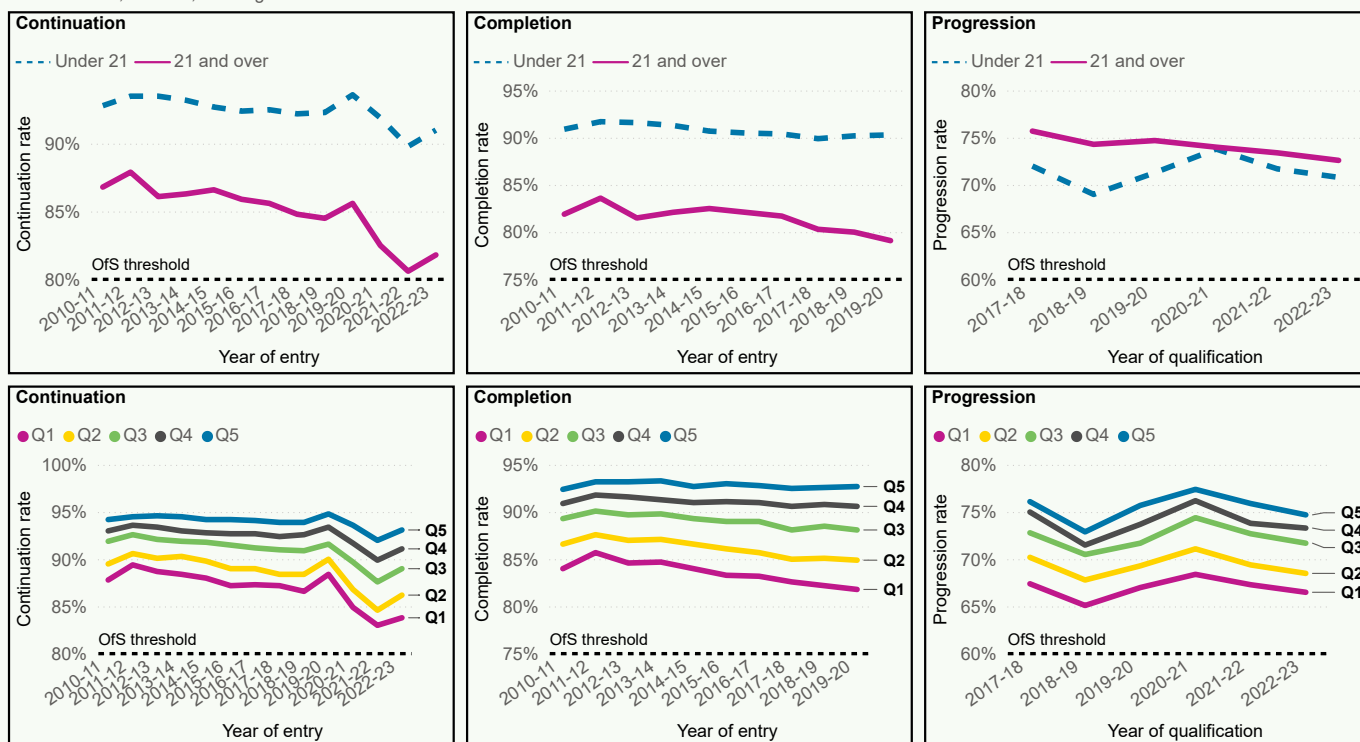 Continuation
Under 21 21 and over
Continuation rate
90%
85%
80%
OfS threshold
2010-11
2011-12
2012-13
2013-14
2014-15
2015-16
2016-17
2017-18
2018-19
2019-20
2020-21
2021-22
2022-23
Year of entry
Completion
Under 21 21 and over
Completion rate
95%
90%
85%
80%
75%
OfS threshold
2010-11
2011-12
2012-13
2013-14
2014-15
2015-16
2016-17
2017-18
2018-19
2019-20
Year of entry
Progression
Under 21 21 and over
Progression rate
80%
75%
70%
65%
60%
OfS threshold
2017-18
2018-19
2019-20
2020-21
2021-22
2022-23
Year of qualification
Continuation
Q1 Q2 Q3 Q4 Q5
Continuation rate
100%
95%
90%
85%
80%
Q5
Q4
Q3
Q2
Q1
OfS threshold
2010-11
2011-12
2012-13
2013-14
2014-15
2015-16
2016-17
2017-18
2018-19
2019-20
2020-21
2021-22
2022-23
Year of entry
Completion
Q1 Q2 Q3 Q4 Q5
Completion rate
95%
90%
85%
80%
75%
Q5
Q4
Q3
Q2
Q1
OfS threshold
2010-11
2011-12
2012-13
2013-14
2014-15
2015-16
2016-17
2017-18
2018-19
2019-20
Year of entry
Progression
Q1 Q2 Q3 Q4 Q5
Progression rate
80%
75%
70%
65%
60%
Q5
Q4
Q3
Q2
Q1
OfS threshold
2017-18
2018-19
2019-20
2020-21
2021-22
2022-23
Year of qualification